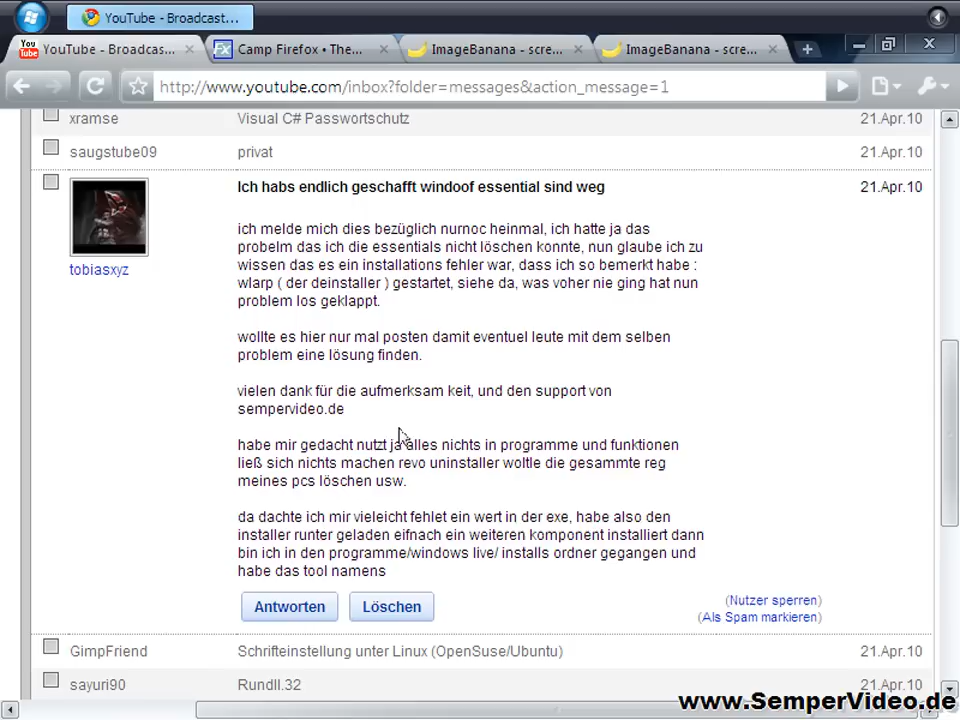 YouTube - Broadcast...
YouTube - Broadcas...
Camp Firefox • The...
ImageBanana - scre...
ImageBanana - scre...
http://www.youtube.com/inbox?folder=messages&action_message=1
xramse
Visual C# Passwortschutz
21.Apr.10
saugstube09
privat
21.Apr.10
Ich habs endlich geschafft windoof essential sind weg
21.Apr.10
tobiasxyz
ich melde mich dies bezüglich nurnoc heinmal, ich hatte ja das
probelm das ich die essentials nicht löschen konnte, nun glaube ich zu
wissen das es ein installations fehler war, dass ich so bemerkt habe :
wlarp ( der deinstaller ) gestartet, siehe da, was voher nie ging hat nun
problem los geklappt.
wollte es hier nur mal posten damit eventuel leute mit dem selben
problem eine lösung finden.
vielen dank für die aufmerksam keit, und den support von
sempervideo.de
habe mir gedacht nutzt ja alles nichts in programme und funktionen
ließ sich nichts machen revo uninstaller woltle die gesammte reg
meines pcs löschen usw.
da dachte ich mir vieleicht fehlet ein wert in der exe, habe also den
installer runter geladen eifnach ein weiteren komponent installiert dann
bin ich in den programme/windows live/ installs ordner gegangen und
habe das tool namens
Antworten
Löschen
(Nutzer sperren)
(Als Spam markieren)
GimpFriend
Schrifteinstellung unter Linux (OpenSuse/Ubuntu)
21.Apr.10
sayuri90
Rundll.32
21.Apr.10
www.SemperVideo.de